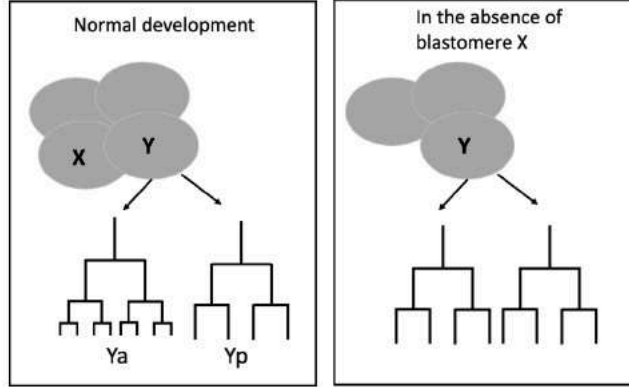 Normal development
X
Y
Ya
Yp
In the absence of
blastomere X
Y